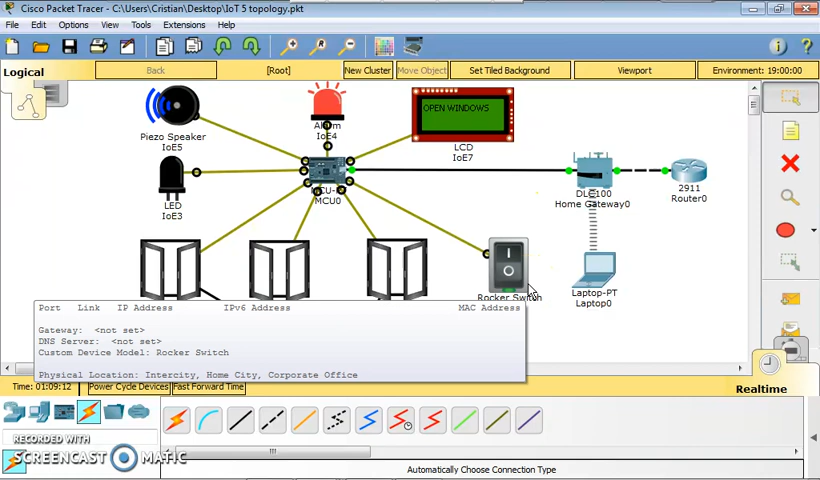 Cisco Packet Tracer - C:\Users\Cristian\Desktop\IoT 5 topology.pkt
File Edit Options View Tools Extensions Help
Logical
Back
[Root]
New Cluster
Move Object
Set Tiled Background
Viewport
Environment: 19:00:00
OPEN WINDOWS
Piezo Speaker
IoE5
Alarm
IoE4
LCD
IoE7
LED
IoE3
MCU0
DLC100
Home Gateway0
2911
Router0
Rocker Switch
Laptop-PT
Laptop0
Port Link IP Address IPv6 Address MAC Address
Gateway: <not set>
DNS Server: <not set>
Custom Device Model: Rocker Switch
Physical Location: Intercity, Home City, Corporate Office
Time: 01:09:12
Power Cycle Devices
Fast Forward Time
Realtime
RECORDED WITH
SCREENCAST MATIC
Automatically Choose Connection Type